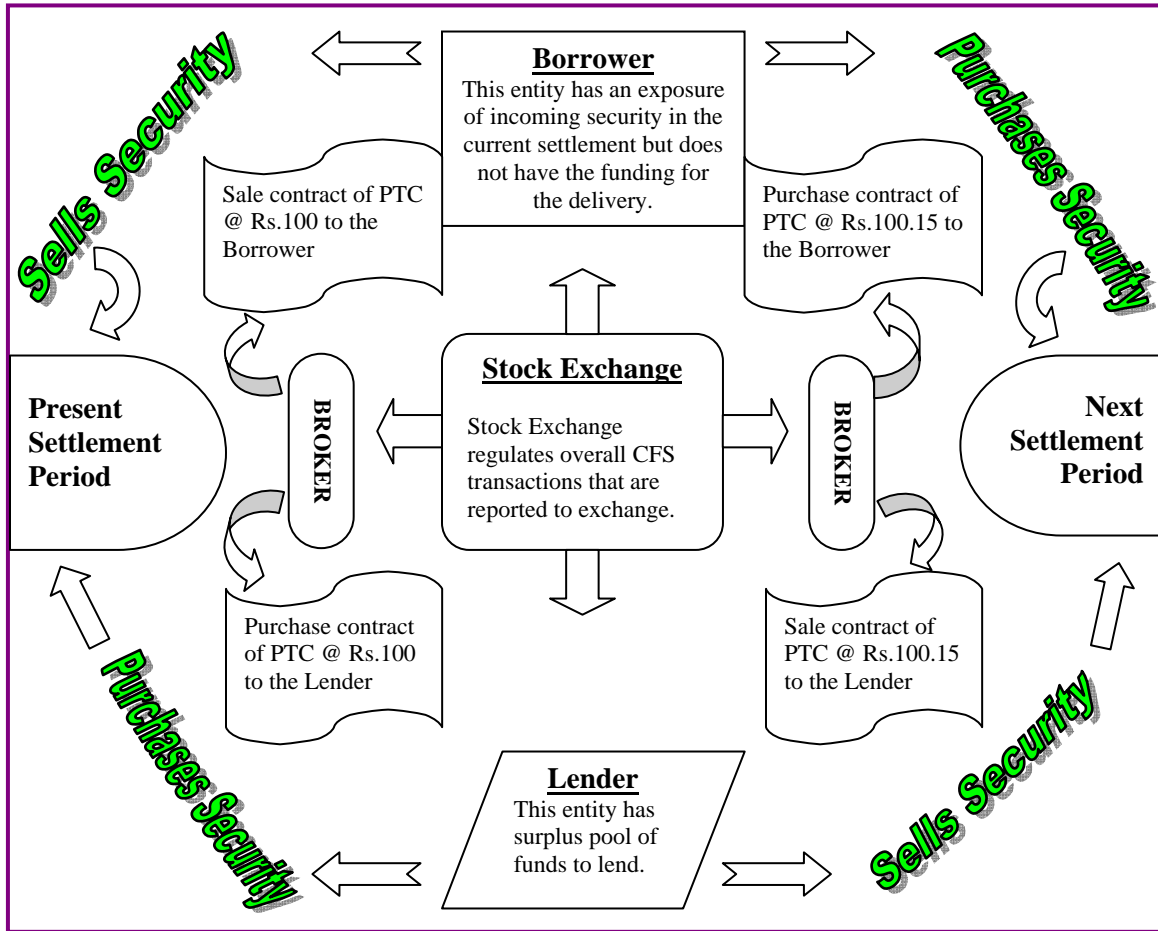 Sells Security
Borrower
This entity has an exposure
of incoming security in the
current settlement but does
not have the funding for
the delivery.
Purchases Security
Sale contract of PTC
@ Rs.100 to the
Borrower
Purchase contract of
PTC @ Rs.100.15 to
the Borrower
Present
Settlement
Period
BROKER
Stock Exchange
Stock Exchange
regulates overall CFS
transactions that are
reported to exchange.
BROKER
Next
Settlement
Period
Purchase contract
of PTC @ Rs.100
to the Lender
Sale contract of
PTC @ Rs.100.15
to the Lender
Purchases Security
Lender
This entity has
surplus pool of
funds to lend.
Sells Security